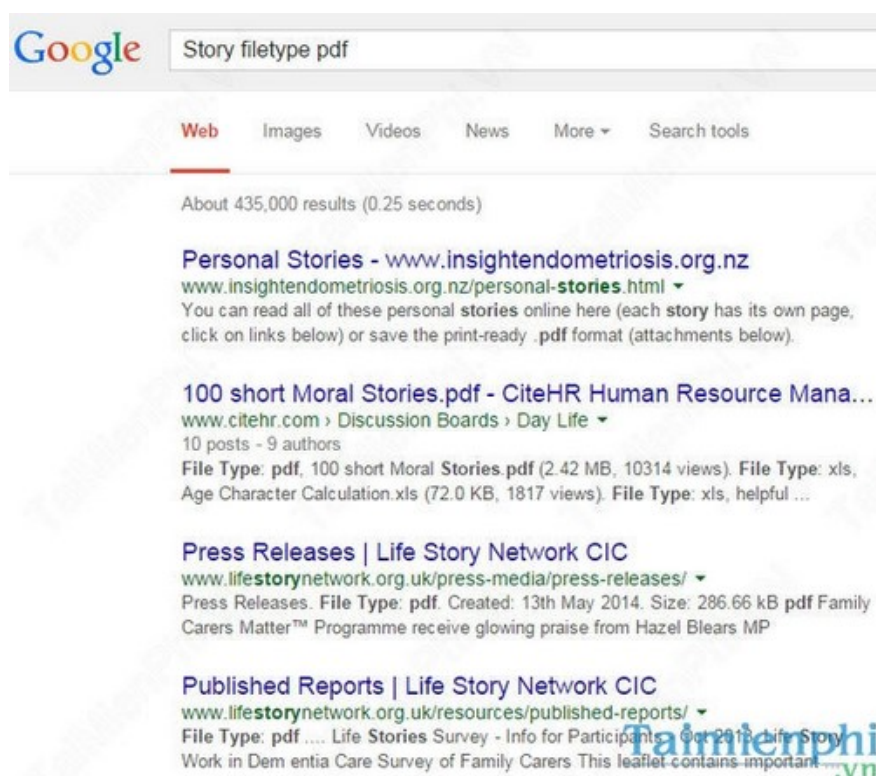 Google
Story filetype pdf
Web Images Videos News More Search tools
About 435,000 results (0.25 seconds)
Personal Stories - www.insightendometriosis.org.nz
www.insightendometriosis.org.nz/personal-stories.html
You can read all of these personal stories online here (each story has its own page,
click on links below) or save the print-ready .pdf format (attachments below).
100 short Moral Stories.pdf - CiteHR Human Resource Mana...
www.citehr.com › Discussion Boards › Day Life
10 posts - 9 authors
File Type: pdf, 100 short Moral Stories.pdf (2.42 MB, 10314 views). File Type: xls,
Age Character Calculation.xls (72.0 KB, 1817 views). File Type: xls, helpful ...
Press Releases | Life Story Network CIC
www.lifestorynetwork.org.uk/press-media/press-releases/
Press Releases. File Type: pdf. Created: 13th May 2014. Size: 286.66 kB pdf Family
Carers Matter™ Programme receive glowing praise from Hazel Blears MP
Published Reports | Life Story Network CIC
www.lifestorynetwork.org.uk/resources/published-reports/
File Type: pdf .... Life Stories Survey - Info for Participants - Oct 2013. Life Story
Work in Dem entia Care Survey of Family Carers This leaflet contains important ...
Taimienphi
.vn